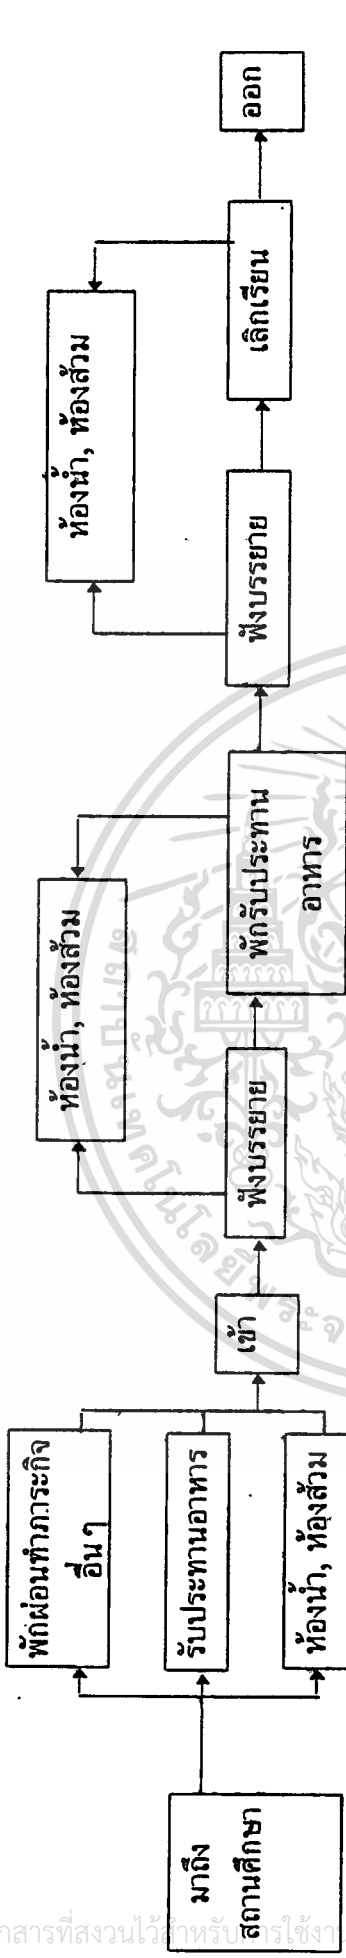 มาถึง
สถานศึกษา
พักผ่อนทำภาระกิจ
อื่น ๆ
รับประทานอาหาร
ห้องน้ำ, ห้องส้วม
เข้า
ฟังบรรยาย
ห้องน้ำ, ห้องส้วม
พักรับประทาน
อาหาร
ฟังบรรยาย
ห้องน้ำ, ห้องส้วม
เลิกเรียน
ออก